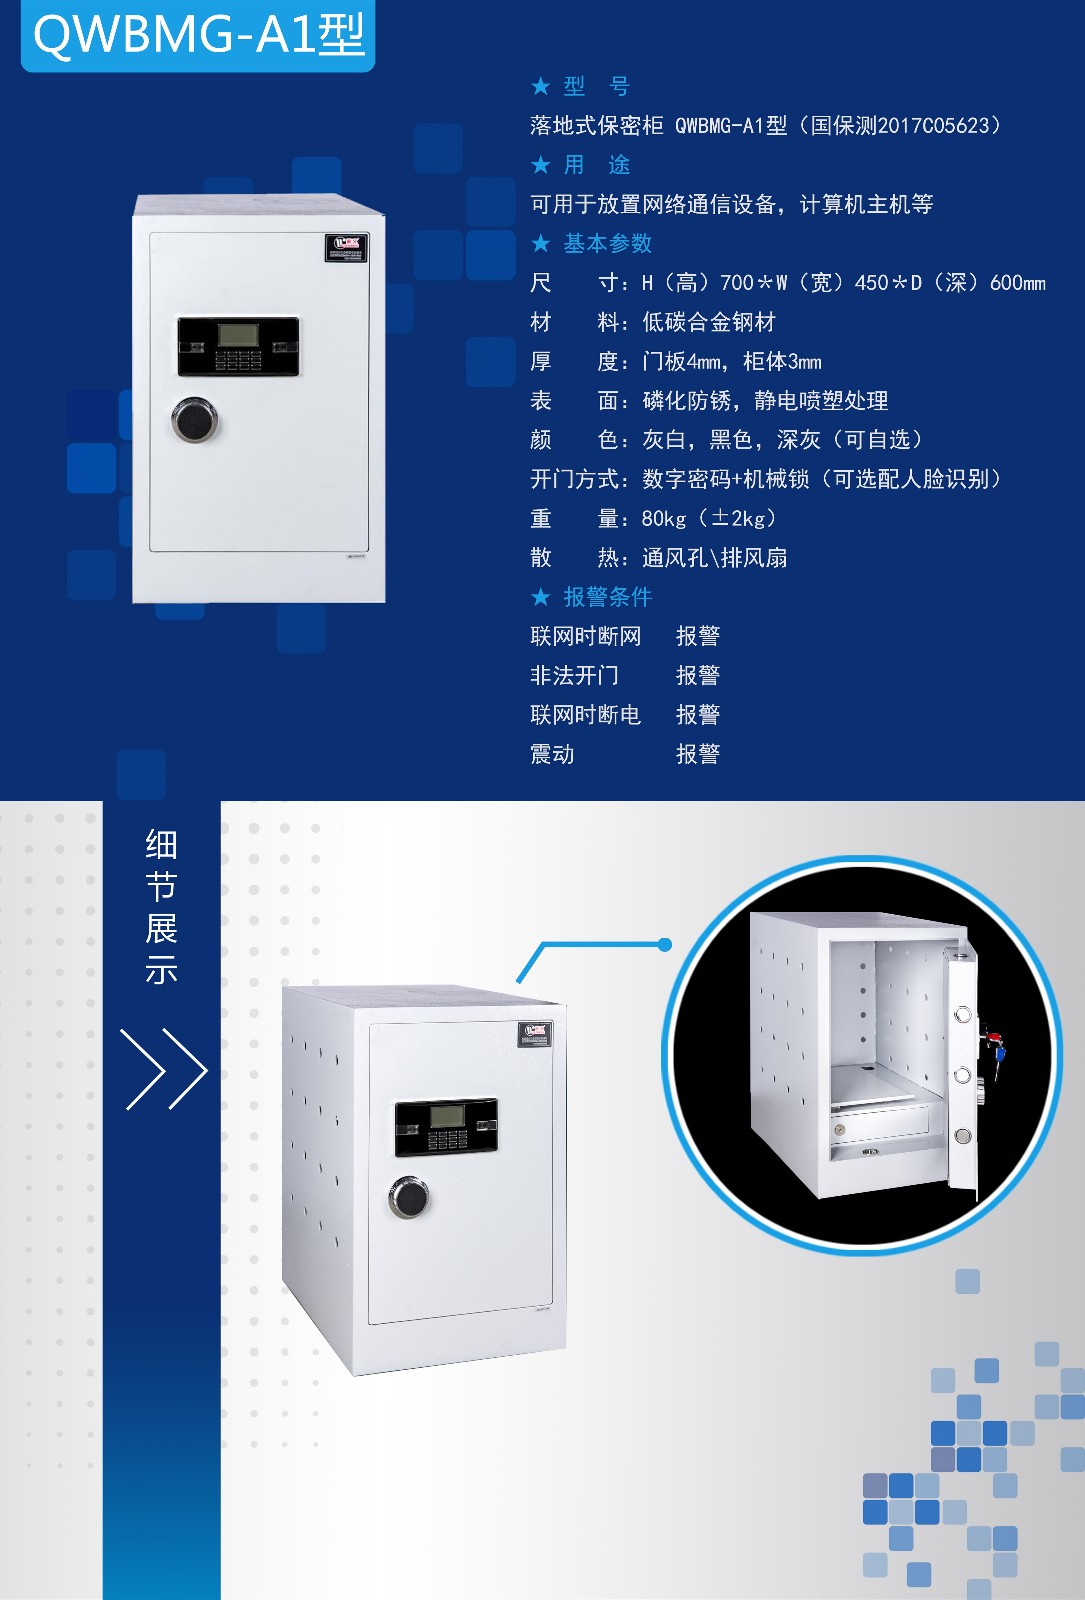 QWBMG-A1型
★ 型 号
落地式保密柜 QWBMG-A1型（国保测2017C05623）
★ 用 途
可用于放置网络通信设备，计算机主机等
★ 基本参数
尺 寸：H（高）700＊W（宽）450＊D（深）600mm
材 料：低碳合金钢材
厚 度：门板4mm，柜体3mm
表 面：磷化防锈，静电喷塑处理
颜 色：灰白，黑色，深灰（可自选）
开门方式：数字密码+机械锁（可选配人脸识别）
重 量：80kg（±2kg）
散 热：通风孔\排风扇
★ 报警条件
联网时断网 报警
非法开门 报警
联网时断电 报警
震动 报警
细节展示